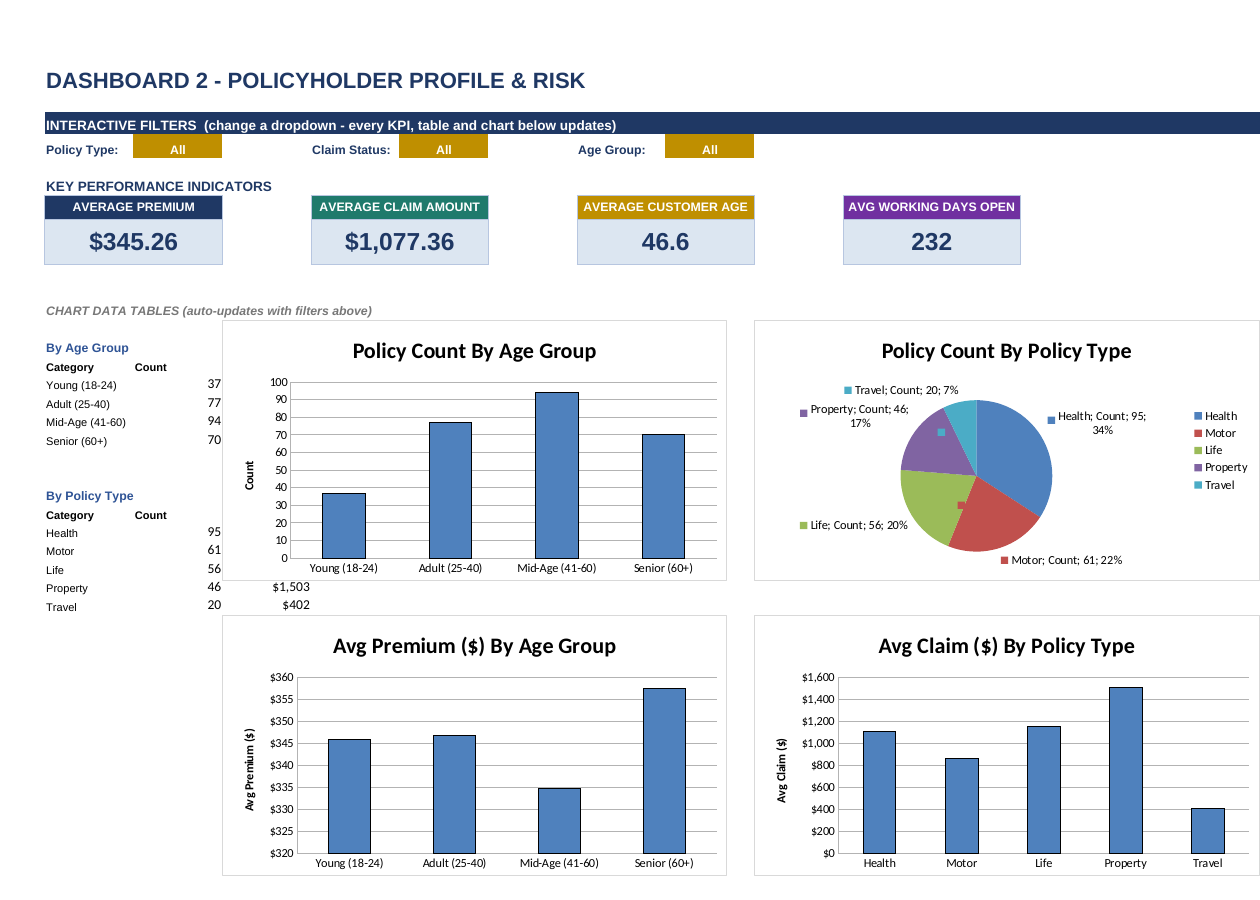 DASHBOARD 2 - POLICYHOLDER PROFILE & RISK
INTERACTIVE FILTERS  (change a dropdown - every KPI, table and chart below updates)
Policy Type: All Claim Status: All Age Group: All
KEY PERFORMANCE INDICATORS
AVERAGE PREMIUM AVERAGE CLAIM AMOUNT AVERAGE CUSTOMER AGE AVG WORKING DAYS OPEN
$345.26 $1,077.36 46.6 232
CHART DATA TABLES (auto-updates with filters above)
By Age Group
Category Count
Young (18-24) 37
Adult (25-40) 77
Mid-Age (41-60) 94
Senior (60+) 70
By Policy Type
Category Count
Health 95
Motor 61
Life 56
Property 46 $1,503
Travel 20 $402
Policy Count By Age Group
Count
100
90
80
70
60
50
40
30
20
10
0
Young (18-24) Adult (25-40) Mid-Age (41-60) Senior (60+)
Policy Count By Policy Type
Travel; Count; 20; 7%
Property; Count; 46;
17%
Health; Count; 95;
34%
Life; Count; 56; 20%
Motor; Count; 61; 22%
Health
Motor
Life
Property
Travel
Avg Premium ($) By Age Group
Avg Premium ($)
$360
$355
$350
$345
$340
$335
$330
$325
$320
Young (18-24) Adult (25-40) Mid-Age (41-60) Senior (60+)
Avg Claim ($) By Policy Type
Avg Claim ($)
$1,600
$1,400
$1,200
$1,000
$800
$600
$400
$200
$0
Health Motor Life Property Travel